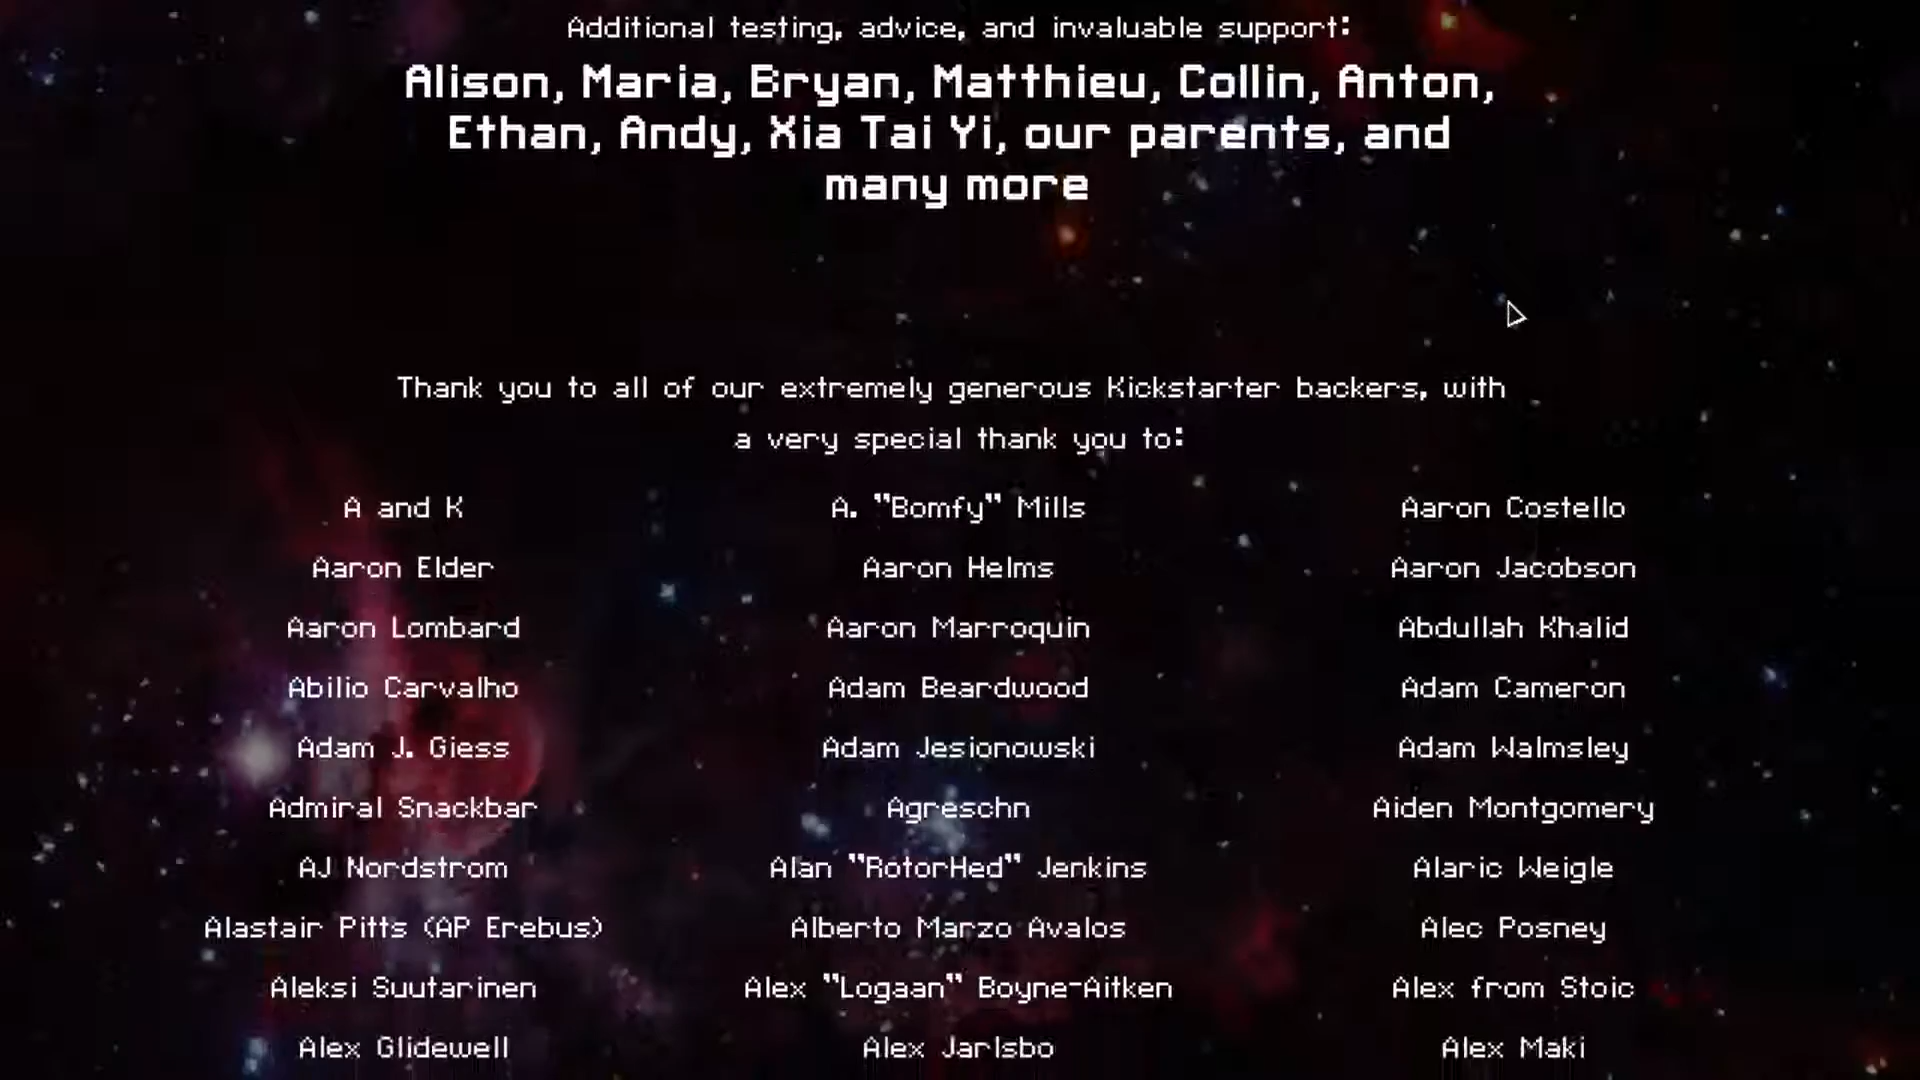 Additional testing, advice, and invaluable support:
Alison, Maria, Bryan, Matthieu, Collin, Anton,
Ethan, Andy, Xia Tai Yi, our parents, and
many more
Thank you to all of our extremely generous Kickstarter backers, with
a very special thank you to:
A and K A. "Bomfy" Mills Aaron Costello
Aaron Elder Aaron Helms Aaron Jacobson
Aaron Lombard Aaron Marroquin Abdullah Khalid
Abilio Carvalho Adam Beardwood Adam Cameron
Adam J. Giess Adam Jesionowski Adam Walmsley
Admiral Snackbar Agreschn Aiden Montgomery
AJ Nordstrom Alan "RotorHed" Jenkins Alaric Weigle
Alastair Pitts (AP Erebus) Alberto Marzo Avalos Alec Posney
Aleksi Suutarinen Alex "Logaan" Boyne-Aitken Alex from Stoic
Alex Glidewell Alex Jarlsbo Alex Maki